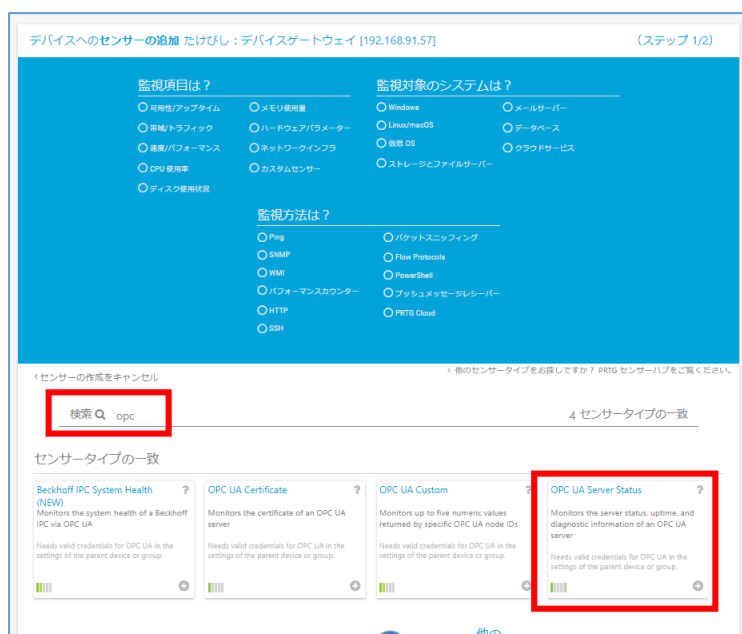 デバイスへのセンサーの追加 たけびし：デバイスゲートウェイ [192.168.91.57]
(ステップ 1/2)
監視項目は？
可用性/アップタイム
メモリ使用量
帯域/トラフィック
ハードウェアパラメーター
速度/パフォーマンス
ネットワークインフラ
CPU 使用率
カスタムセンサー
ディスク使用状況
監視対象のシステムは？
Windows
メールサーバー
Linux/macOS
データベース
仮想 OS
クラウドサービス
ストレージとファイルサーバー
監視方法は？
Ping
パケットスニッフィング
SNMP
Flow Protocols
WMI
PowerShell
パフォーマンスカウンター
プッシュメッセージレシーバー
HTTP
PRTG Cloud
SSH
› 他のセンサータイプをお探しですか？ PRTG センサーハブをご覧ください。
‹センサーの作成をキャンセル
検索 opc
4 センサータイプの一致
センサータイプの一致
Beckhoff IPC System Health
(NEW)
?
Monitors the system health of a Beckhoff
IPC via OPC UA
Needs valid credentials for OPC UA in the
settings of the parent device or group.
OPC UA Certificate
?
Monitors the certificate of an OPC UA
server
Needs valid credentials for OPC UA in the
settings of the parent device or group.
OPC UA Custom
?
Monitors up to five numeric values
returned by specific OPC UA node IDs
Needs valid credentials for OPC UA in the
settings of the parent device or group.
OPC UA Server Status
?
Monitors the server status, uptime, and
diagnostic information of an OPC UA
server
Needs valid credentials for OPC UA in the
settings of the parent device or group.
他の